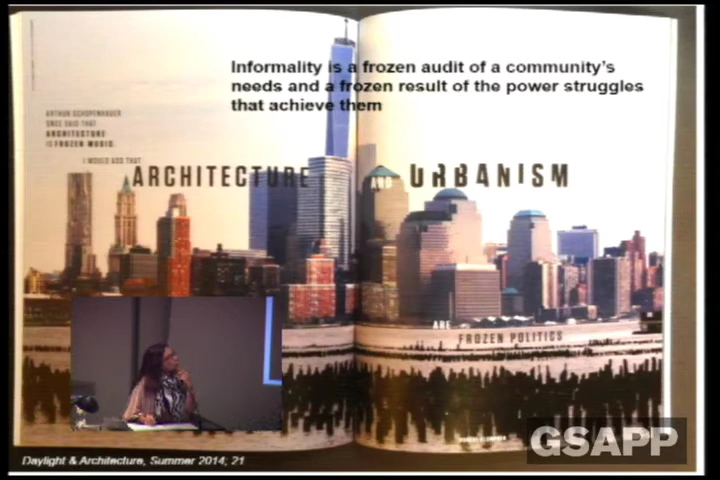 Informality is a frozen audit of a community's
needs and a frozen result of the power struggles
that achieve them
ARTHUR SCHOPENHAUER
ONCE SAID THAT
ARCHITECTURE
IS FROZEN MUSIC.
I WOULD ADD THAT
ARCHITECTURE AND URBANISM
ARE
FROZEN POLITICS
GSAPP
Daylight & Architecture, Summer 2014; 21